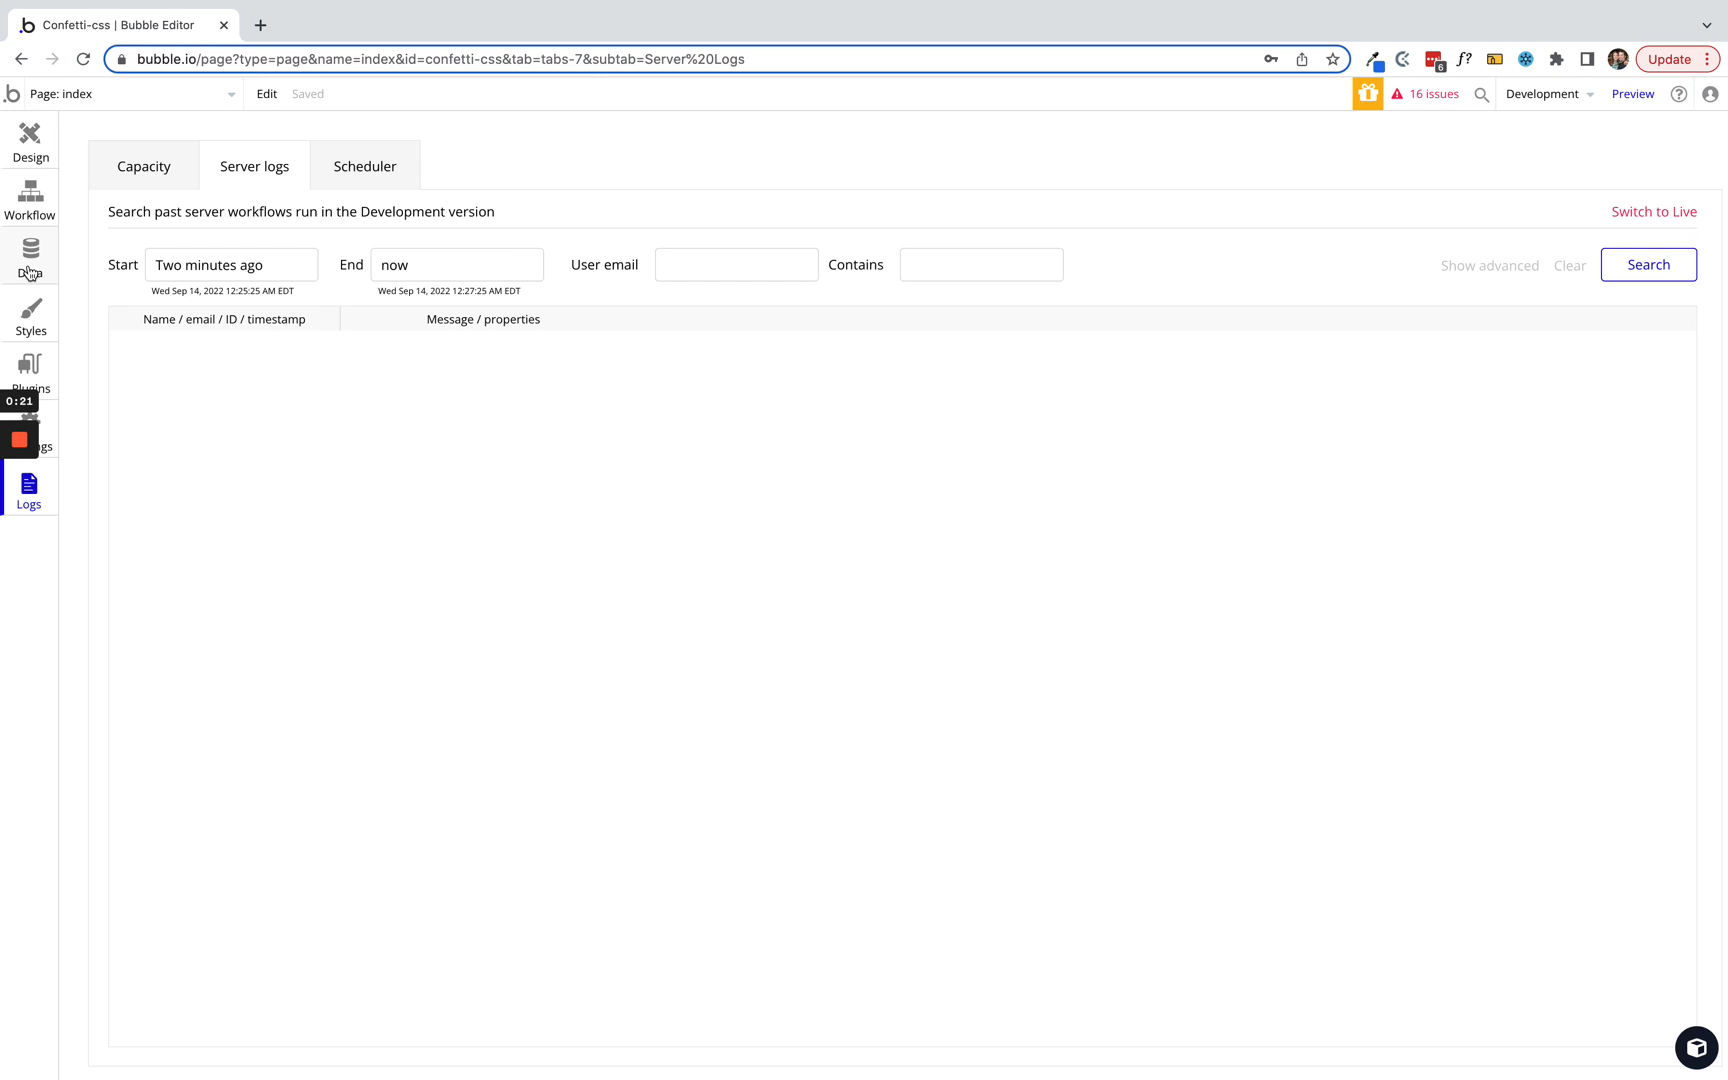 Confetti-css | Bubble Editor
bubble.io/page?type=page&name=index&id=confetti-css&tab=tabs-7&subtab=Server%20Logs
6
f?
Update
b
Page: index
Edit
Saved
16 issues
Development
Preview
?
Design
Workflow
Styles
Plugins
0:21
Logs
Capacity
Server logs
Scheduler
Search past server workflows run in the Development version
Switch to Live
Start
Two minutes ago
End
now
User email
Contains
Show advanced
Clear
Search
Wed Sep 14, 2022 12:25:25 AM EDT
Wed Sep 14, 2022 12:27:25 AM EDT
Name / email / ID / timestamp
Message / properties